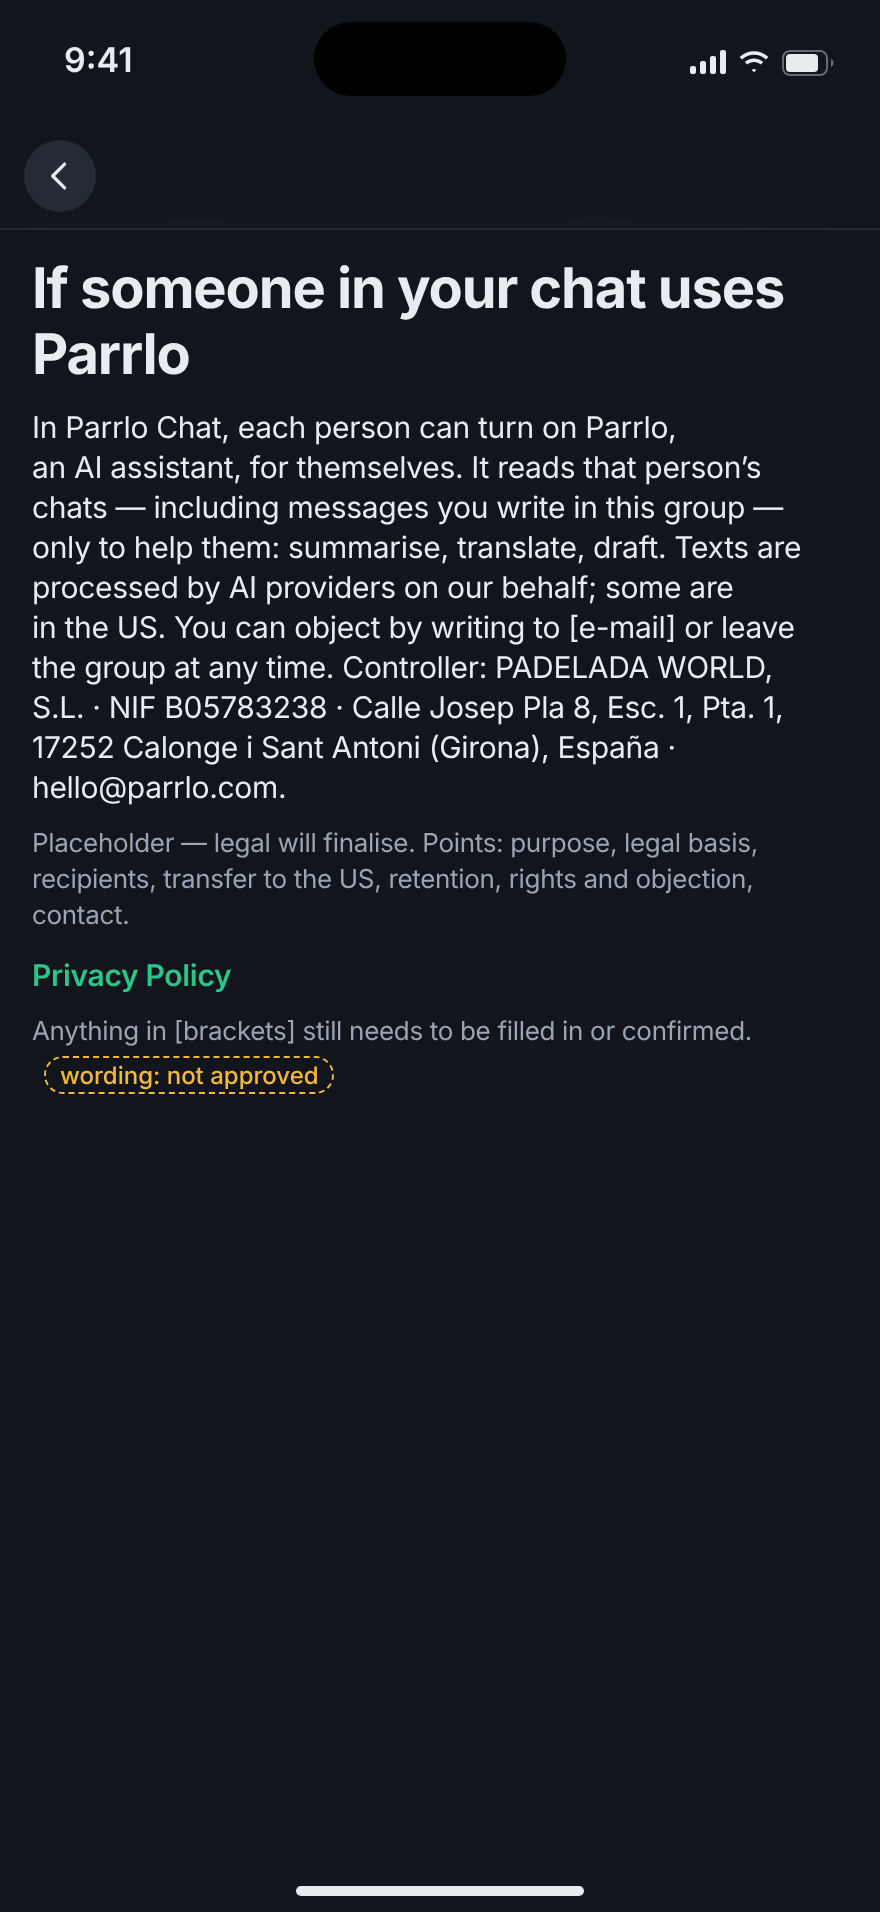 9:41
If someone in your chat uses
Parrlo
In Parrlo Chat, each person can turn on Parrlo,
an AI assistant, for themselves. It reads that person’s
chats — including messages you write in this group —
only to help them: summarise, translate, draft. Texts are
processed by AI providers on our behalf; some are
in the US. You can object by writing to [e-mail] or leave
the group at any time. Controller: PADELADA WORLD,
S.L. · NIF B05783238 · Calle Josep Pla 8, Esc. 1, Pta. 1,
17252 Calonge i Sant Antoni (Girona), España ·
hello@parrlo.com.
Placeholder — legal will finalise. Points: purpose, legal basis,
recipients, transfer to the US, retention, rights and objection,
contact.
Privacy Policy
Anything in [brackets] still needs to be filled in or confirmed.
wording: not approved